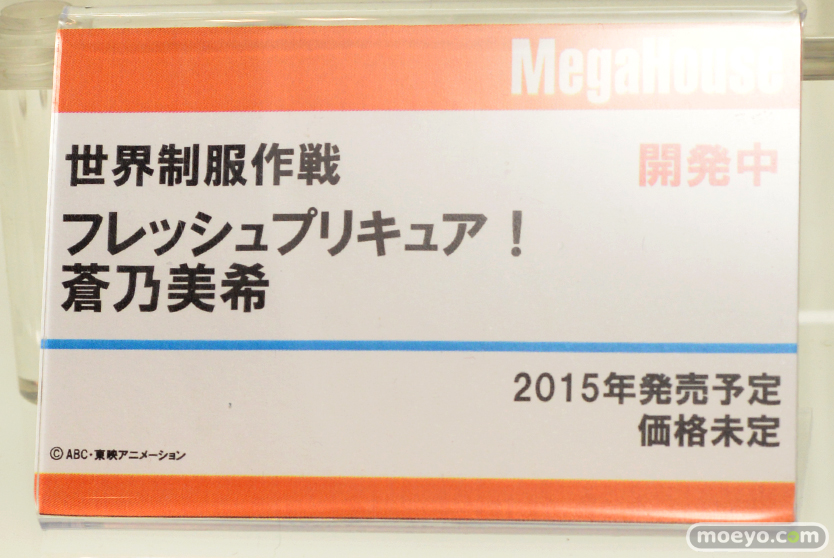 MegaHouse
世界制服作戦
開発中
フレッシュプリキュア！
蒼乃美希
2015年発売予定
価格未定
©ABC・東映アニメーション
moeyo.com